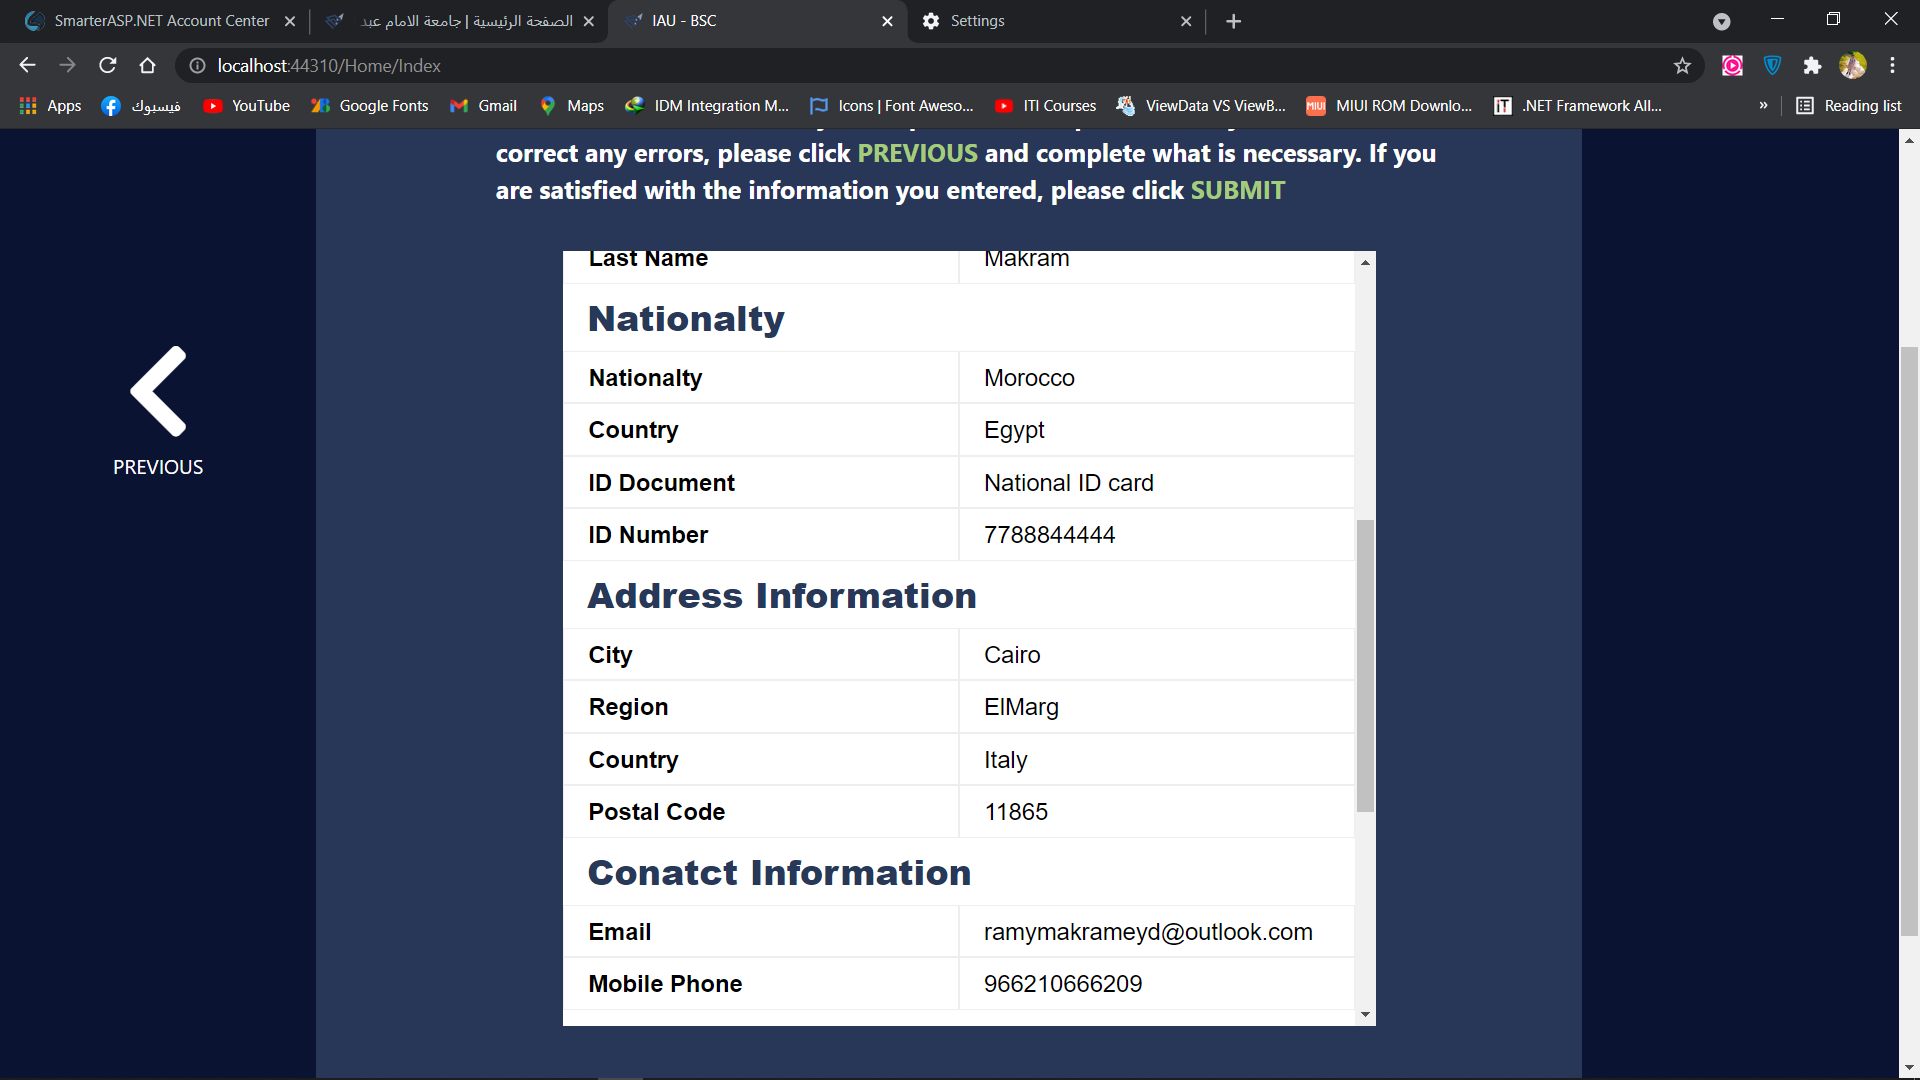 SmarterASP.NET Account Center
الصفحة الرئيسية | جامعة الامام عبد
IAU - BSC
Settings
localhost:44310/Home/Index
Apps
فيسبوك
YouTube
Google Fonts
Gmail
Maps
IDM Integration M...
Icons | Font Aweso...
ITI Courses
ViewData VS ViewB...
MIUI MIUI ROM Downlo...
iT .NET Framework All...
»
Reading list
correct any errors, please click PREVIOUS and complete what is necessary. If you
are satisfied with the information you entered, please click SUBMIT
PREVIOUS
Last Name Makram
Nationalty
Nationalty Morocco
Country Egypt
ID Document National ID card
ID Number 7788844444
Address Information
City Cairo
Region ElMarg
Country Italy
Postal Code 11865
Conatct Information
Email ramymakrameyd@outlook.com
Mobile Phone 966210666209